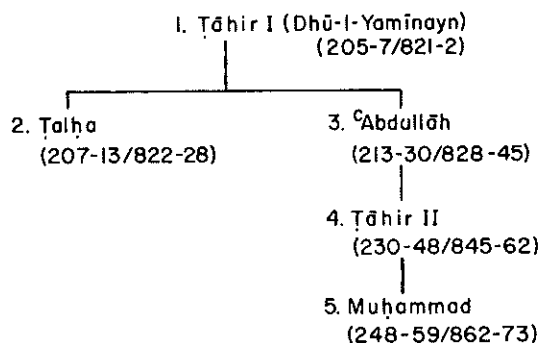 1. Ṭāhir I (Dhū-l-Yamīnayn)
(205-7/821-2)
2. Ṭalḥa
(207-13/822-28)
3. ᶜAbdullāh
(213-30/828-45)
4. Ṭāhir II
(230-48/845-62)
5. Muḥammad
(248-59/862-73)